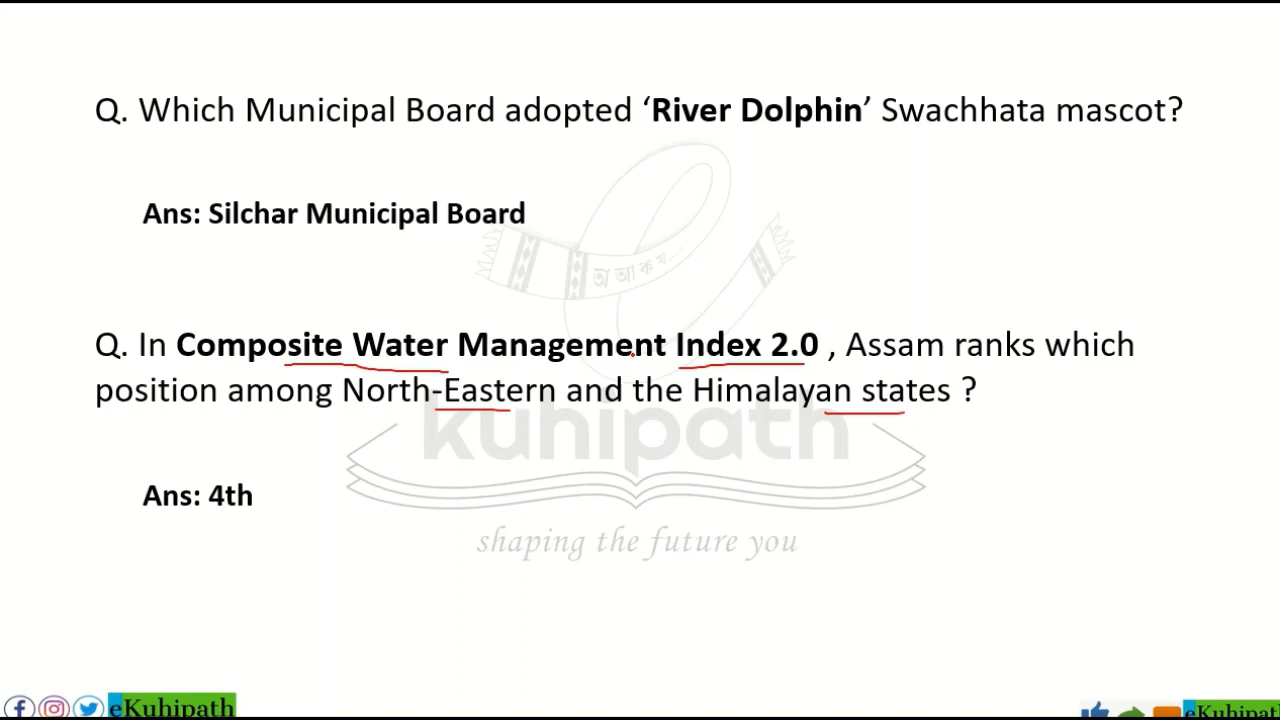 Q. Which Municipal Board adopted ‘River Dolphin’ Swachhata mascot?
Ans: Silchar Municipal Board
অ আ ক খ.....
Q. In Composite Water Management Index 2.0 , Assam ranks which
position among North-Eastern and the Himalayan states ?
kuhipath
Ans: 4th
shaping the future you
eKuhipath
eKuhipath